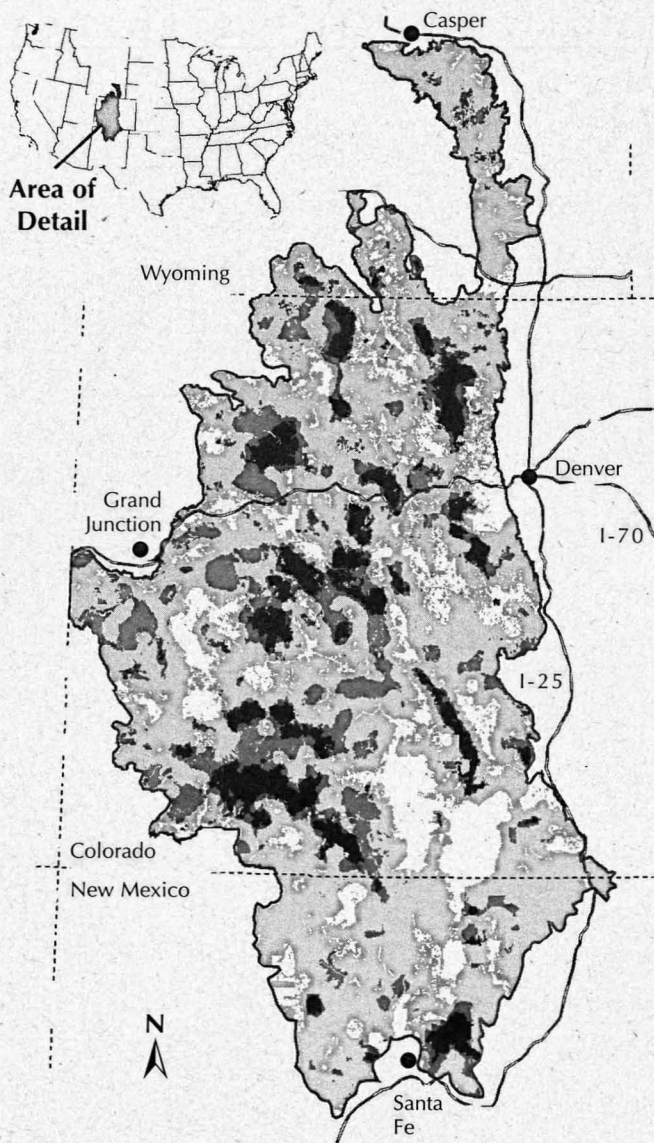 Casper
Area of
Detail
Wyoming
Denver
Grand
Junction
I-70
I-25
Colorado
New Mexico
N
Santa
Fe